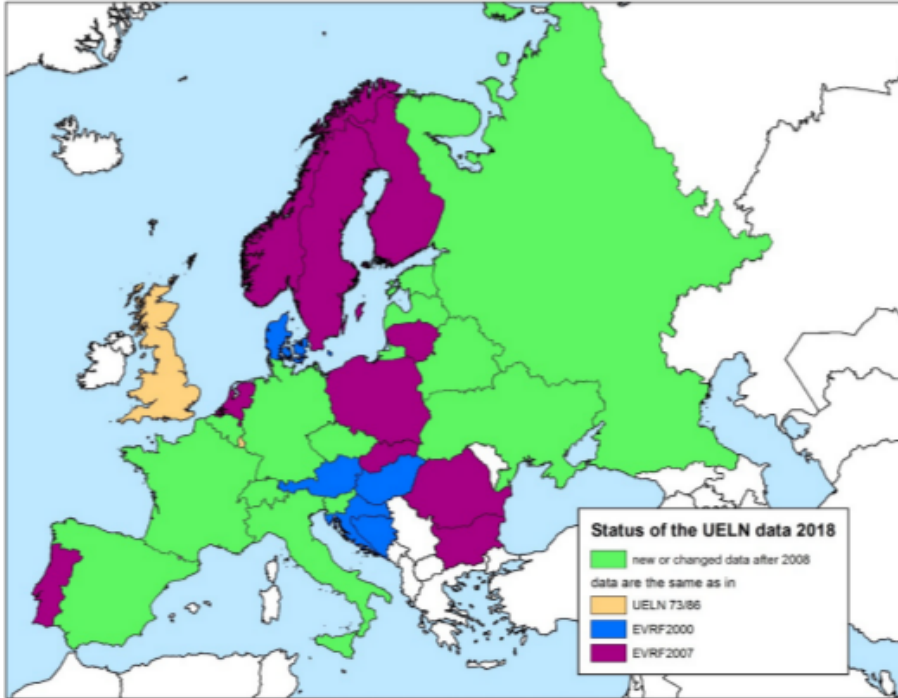 Status of the UELN data 2018
new or changed data after 2008
data are the same as in
UELN 73/86
EVRF2000
EVRF2007